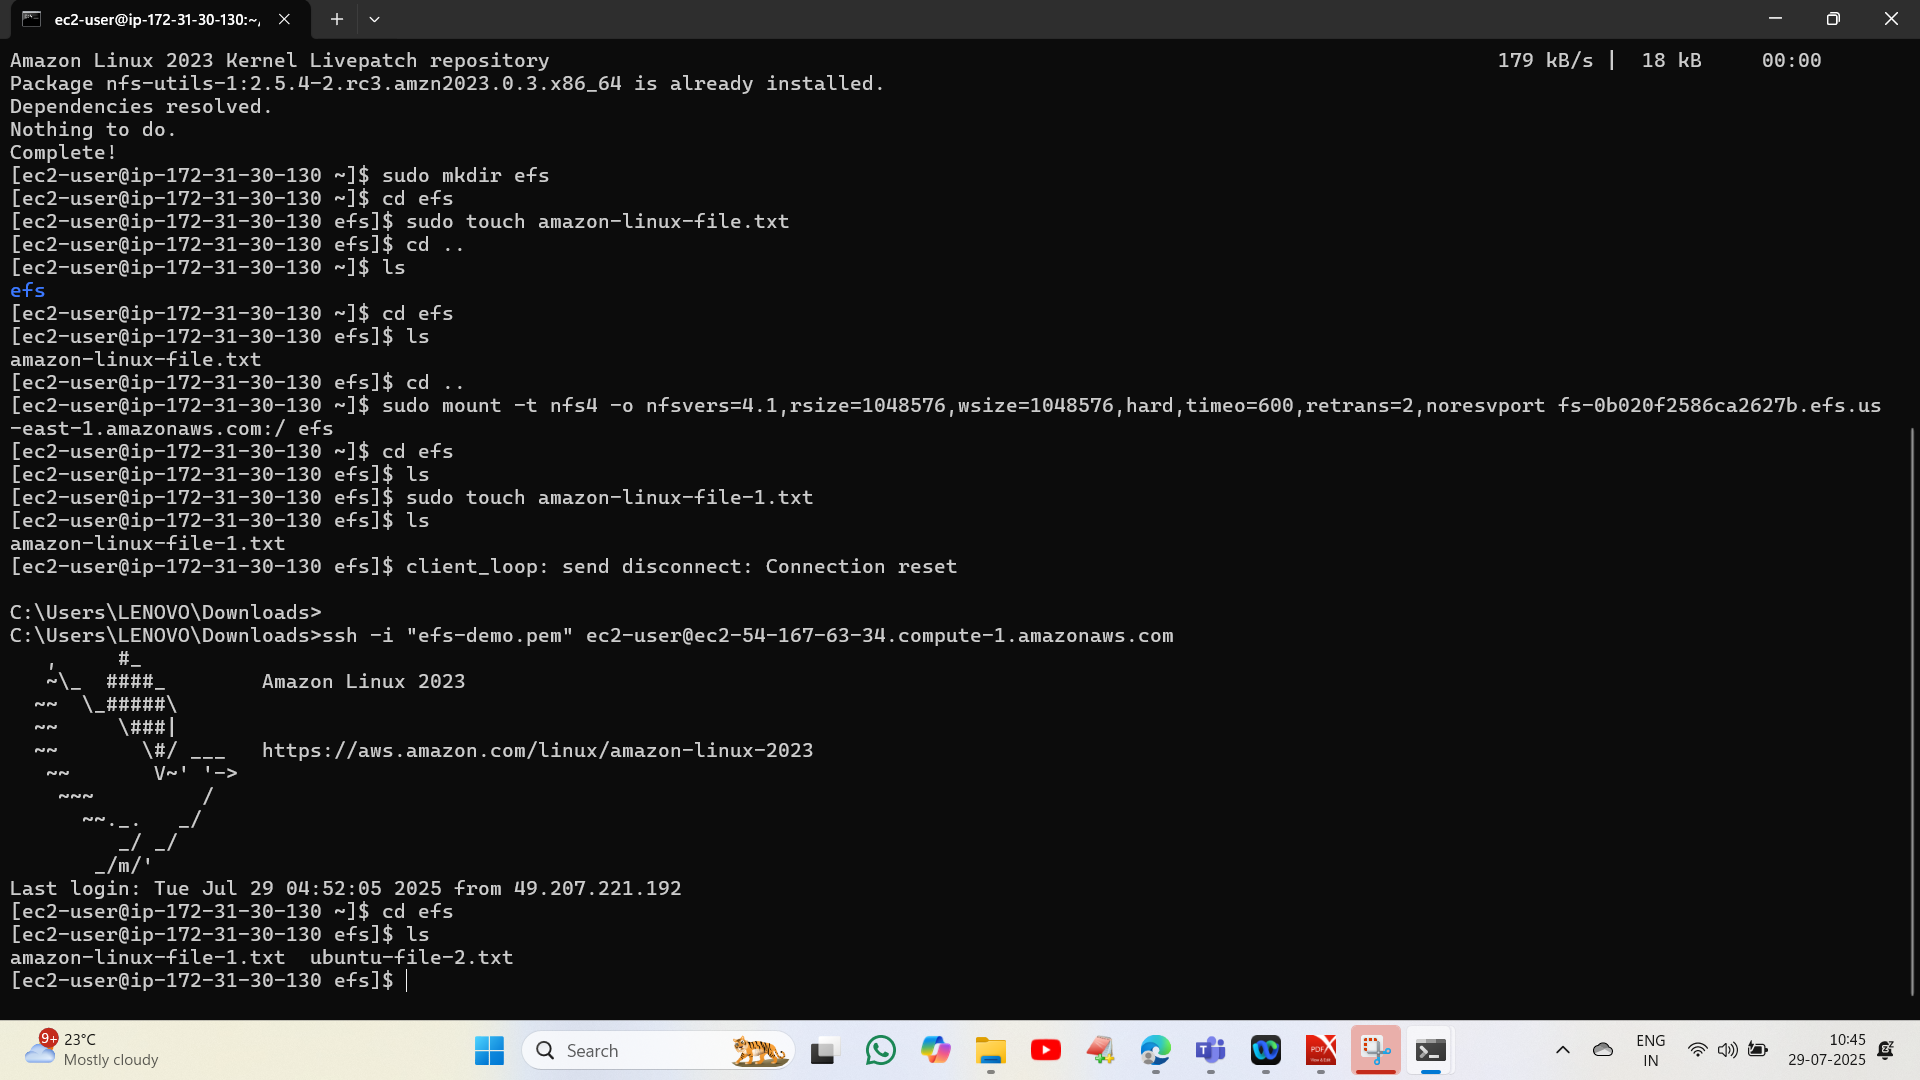 ec2-user@ip-172-31-30-130:~,
Amazon Linux 2023 Kernel Livepatch repository                                                                               179 kB/s |  18 kB     00:00
Package nfs-utils-1:2.5.4-2.rc3.amzn2023.0.3.x86_64 is already installed.
Dependencies resolved.
Nothing to do.
Complete!
[ec2-user@ip-172-31-30-130 ~]$ sudo mkdir efs
[ec2-user@ip-172-31-30-130 ~]$ cd efs
[ec2-user@ip-172-31-30-130 efs]$ sudo touch amazon-linux-file.txt
[ec2-user@ip-172-31-30-130 efs]$ cd ..
[ec2-user@ip-172-31-30-130 ~]$ ls
efs
[ec2-user@ip-172-31-30-130 ~]$ cd efs
[ec2-user@ip-172-31-30-130 efs]$ ls
amazon-linux-file.txt
[ec2-user@ip-172-31-30-130 efs]$ cd ..
[ec2-user@ip-172-31-30-130 ~]$ sudo mount -t nfs4 -o nfsvers=4.1,rsize=1048576,wsize=1048576,hard,timeo=600,retrans=2,noresvport fs-0b020f2586ca2627b.efs.us
-east-1.amazonaws.com:/ efs
[ec2-user@ip-172-31-30-130 ~]$ cd efs
[ec2-user@ip-172-31-30-130 efs]$ ls
[ec2-user@ip-172-31-30-130 efs]$ sudo touch amazon-linux-file-1.txt
[ec2-user@ip-172-31-30-130 efs]$ ls
amazon-linux-file-1.txt
[ec2-user@ip-172-31-30-130 efs]$ client_loop: send disconnect: Connection reset

C:\Users\LENOVO\Downloads>
C:\Users\LENOVO\Downloads>ssh -i "efs-demo.pem" ec2-user@ec2-54-167-63-34.compute-1.amazonaws.com
   ,     #_
   ~\_  ####_        Amazon Linux 2023
  ~~  \_#####\
  ~~     \###|
  ~~       \#/ ___   https://aws.amazon.com/linux/amazon-linux-2023
   ~~       V~' '->
    ~~~         /
      ~~._.   _/
         _/ _/
       _/m/'
Last login: Tue Jul 29 04:52:05 2025 from 49.207.221.192
[ec2-user@ip-172-31-30-130 ~]$ cd efs
[ec2-user@ip-172-31-30-130 efs]$ ls
amazon-linux-file-1.txt  ubuntu-file-2.txt
[ec2-user@ip-172-31-30-130 efs]$
9+
23°C
Mostly cloudy
Search
PDF
ENG
IN
10:45
29-07-2025